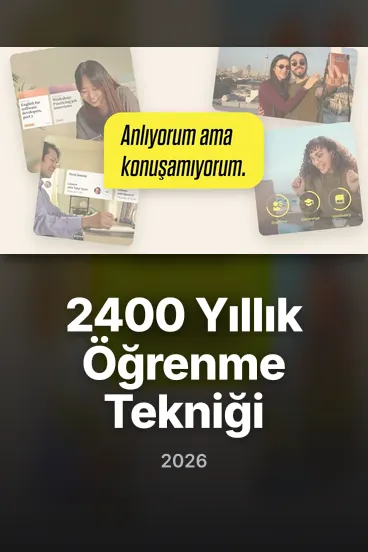 Anlıyorum ama
konuşamıyorum.
2400 Yıllık
Öğrenme
Tekniği
2026